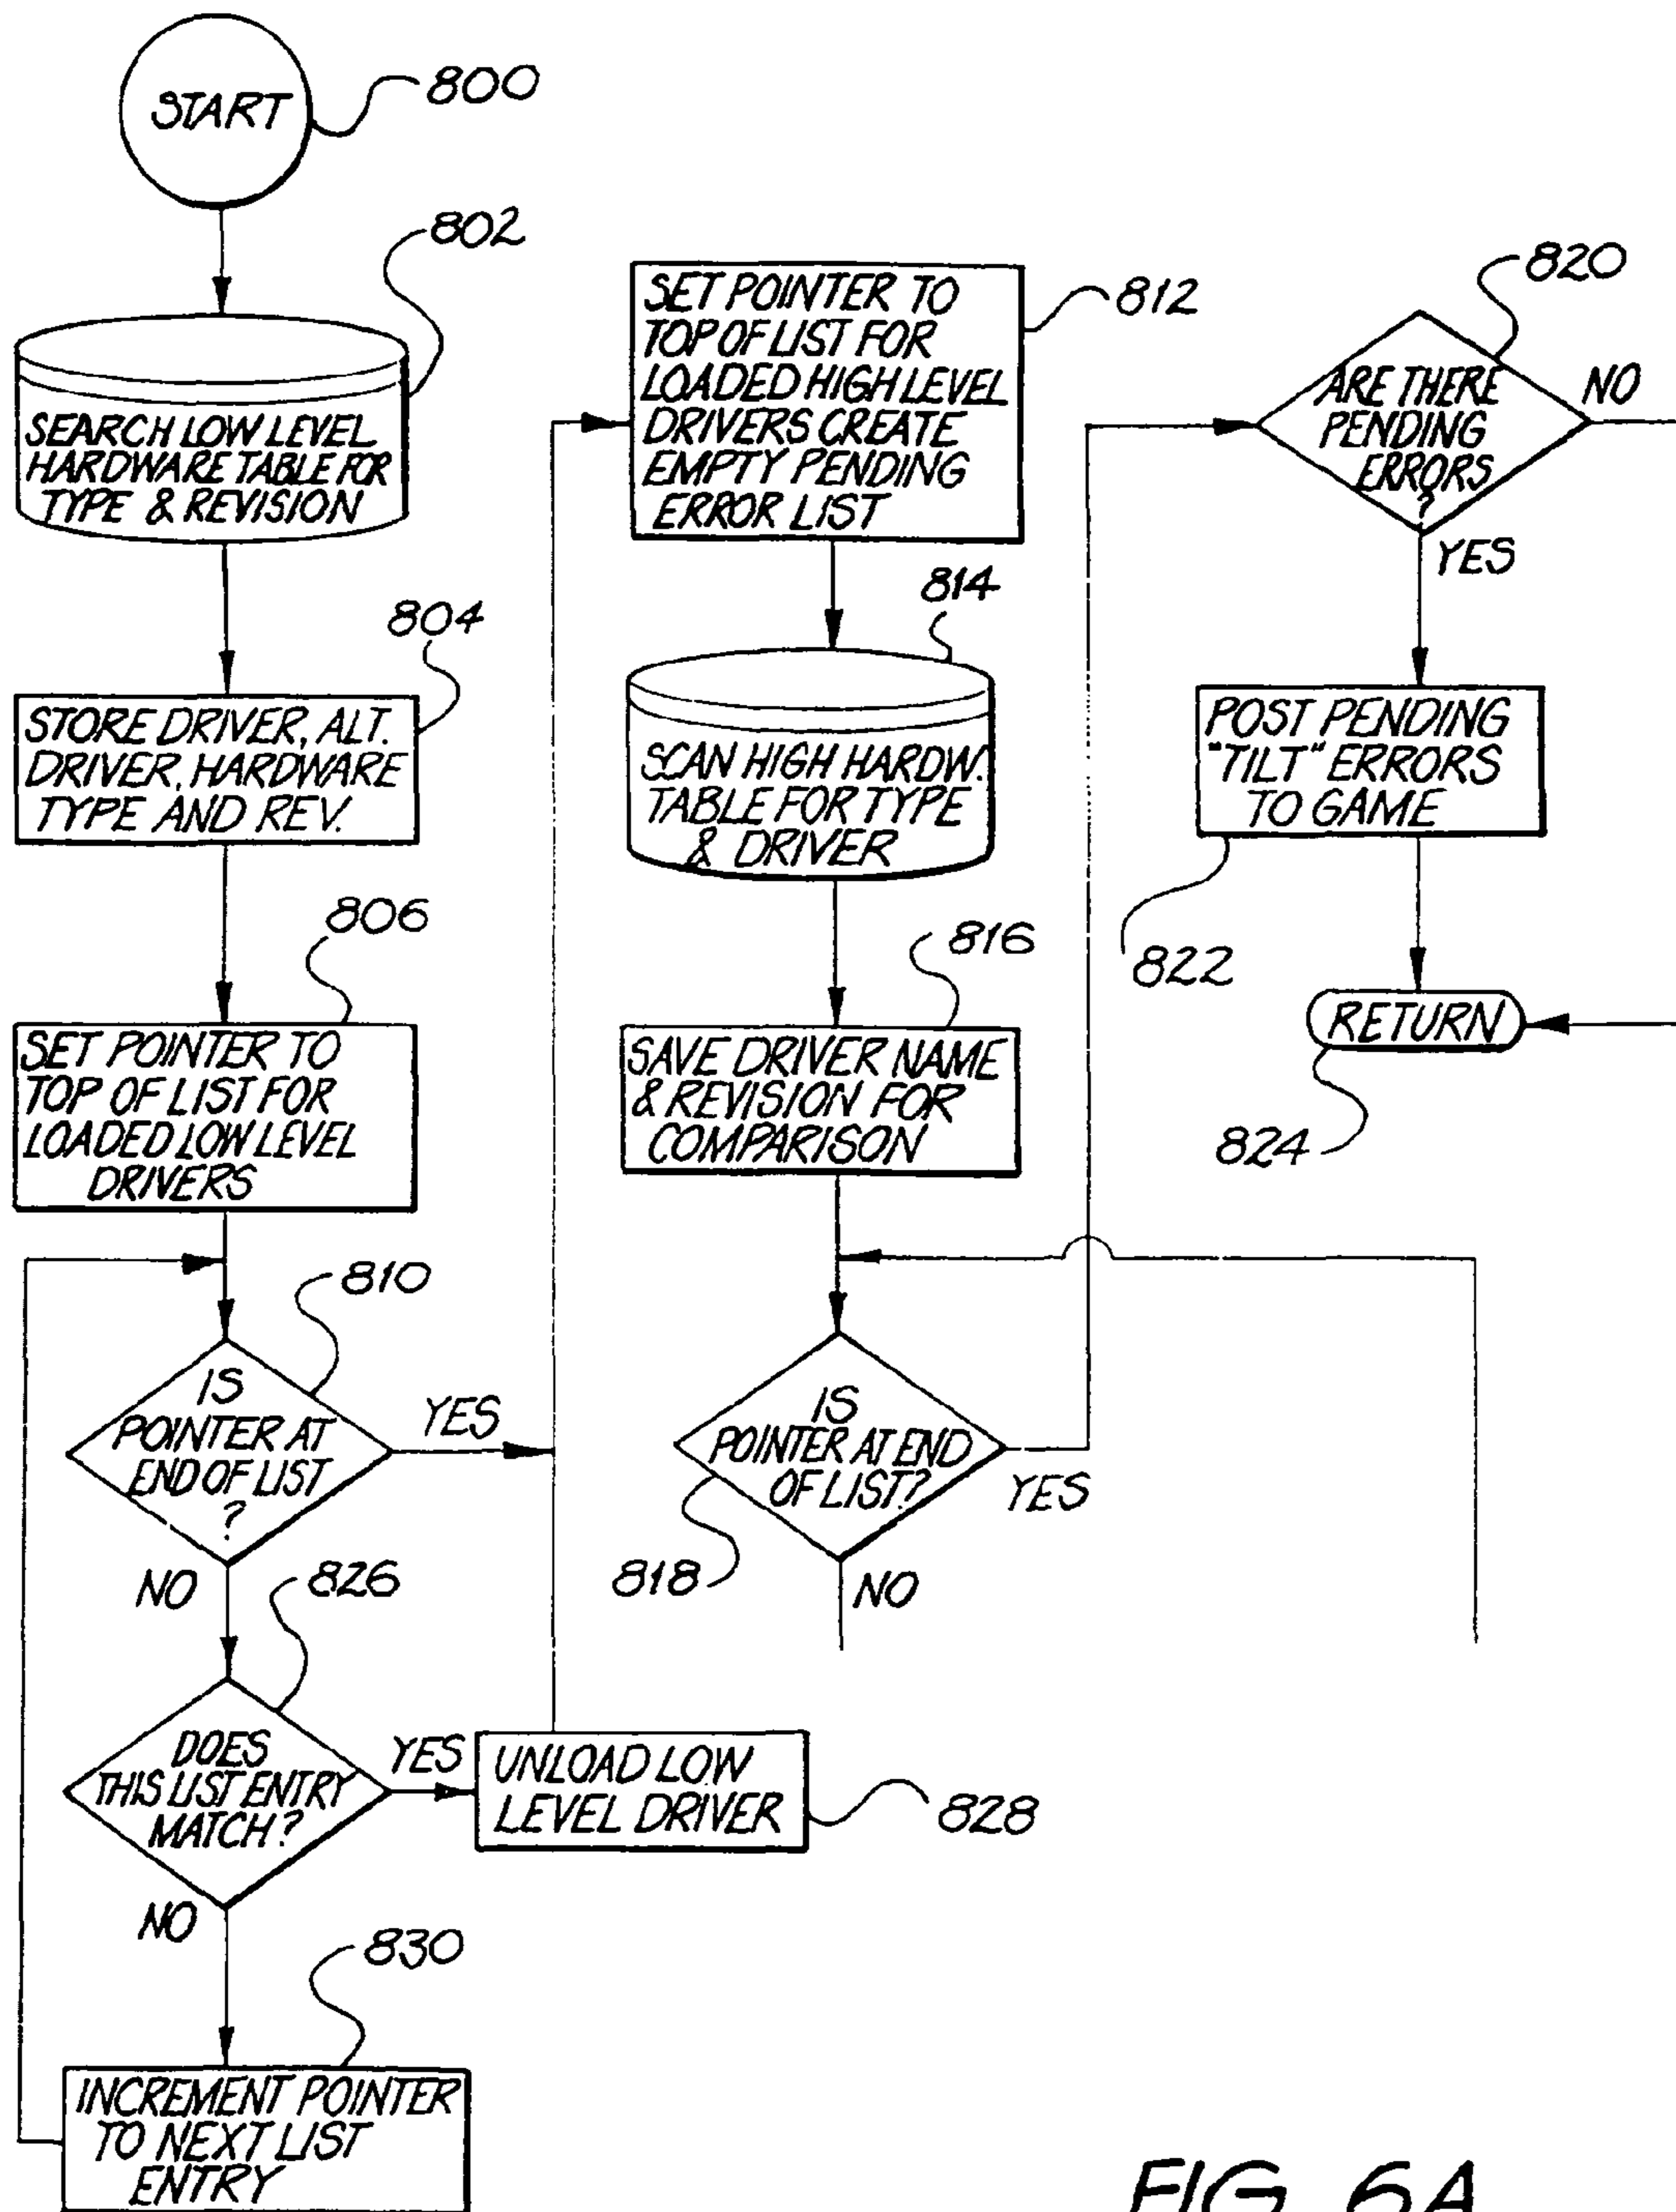 START
800
802
SEARCH LOW LEVEL
HARDWARE TABLE FOR
TYPE & REVISION
804
STORE DRIVER, ALT.
DRIVER, HARDWARE
TYPE AND REV.
806
SET POINTER TO
TOP OF LIST FOR
LOADED LOW LEVEL
DRIVERS
810
IS
POINTER AT
END OF LIST
?
YES
NO
826
DOES
THIS LIST ENTRY
MATCH?
YES
UNLOAD LOW
LEVEL DRIVER
828
NO
830
INCREMENT POINTER
TO NEXT LIST
ENTRY
SET POINTER TO
TOP OF LIST FOR
LOADED HIGH LEVEL
DRIVERS CREATE
EMPTY PENDING
ERROR LIST
812
814
SCAN HIGH HARDW.
TABLE FOR TYPE
& DRIVER
816
SAVE DRIVER NAME
& REVISION FOR
COMPARISON
IS
POINTER AT END
OF LIST?
YES
818
NO
820
ARE THERE
PENDING
ERRORS
?
NO
YES
POST PENDING
"TILT" ERRORS
TO GAME
822
RETURN
824
FIG. 6A